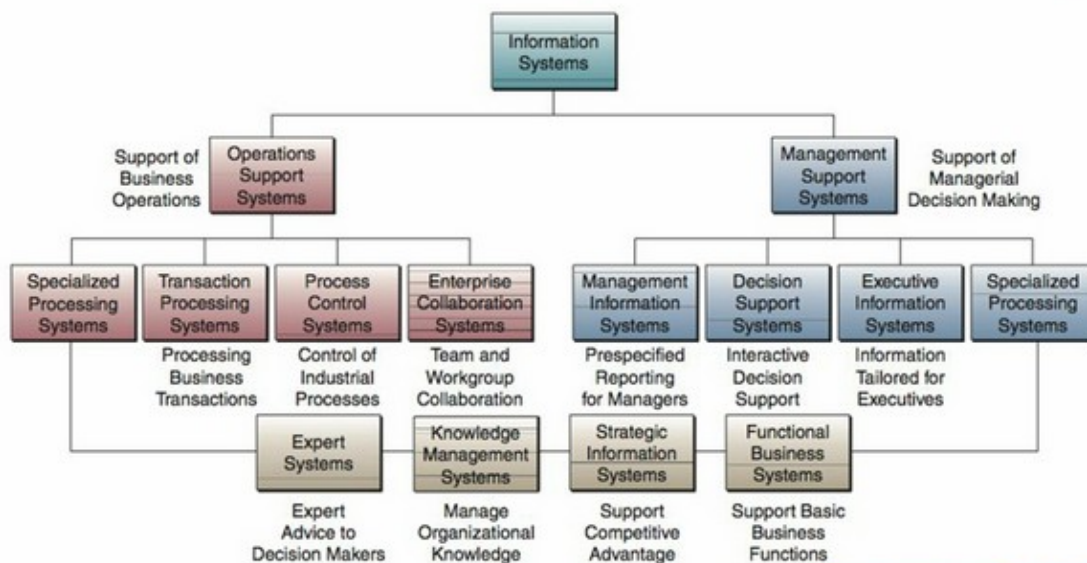 Information
Systems
Support of
Business
Operations
Operations
Support
Systems
Management
Support
Systems
Support of
Managerial
Decision Making
Specialized
Processing
Systems
Transaction
Processing
Systems
Process
Control
Systems
Enterprise
Collaboration
Systems
Management
Information
Systems
Decision
Support
Systems
Executive
Information
Systems
Specialized
Processing
Systems
Processing
Business
Transactions
Control of
Industrial
Processes
Team and
Workgroup
Collaboration
Prespecified
Reporting
for Managers
Interactive
Decision
Support
Information
Tailored for
Executives
Expert
Systems
Knowledge
Management
Systems
Strategic
Information
Systems
Functional
Business
Systems
Expert
Advice to
Decision Makers
Manage
Organizational
Knowledge
Support
Competitive
Advantage
Support Basic
Business
Functions